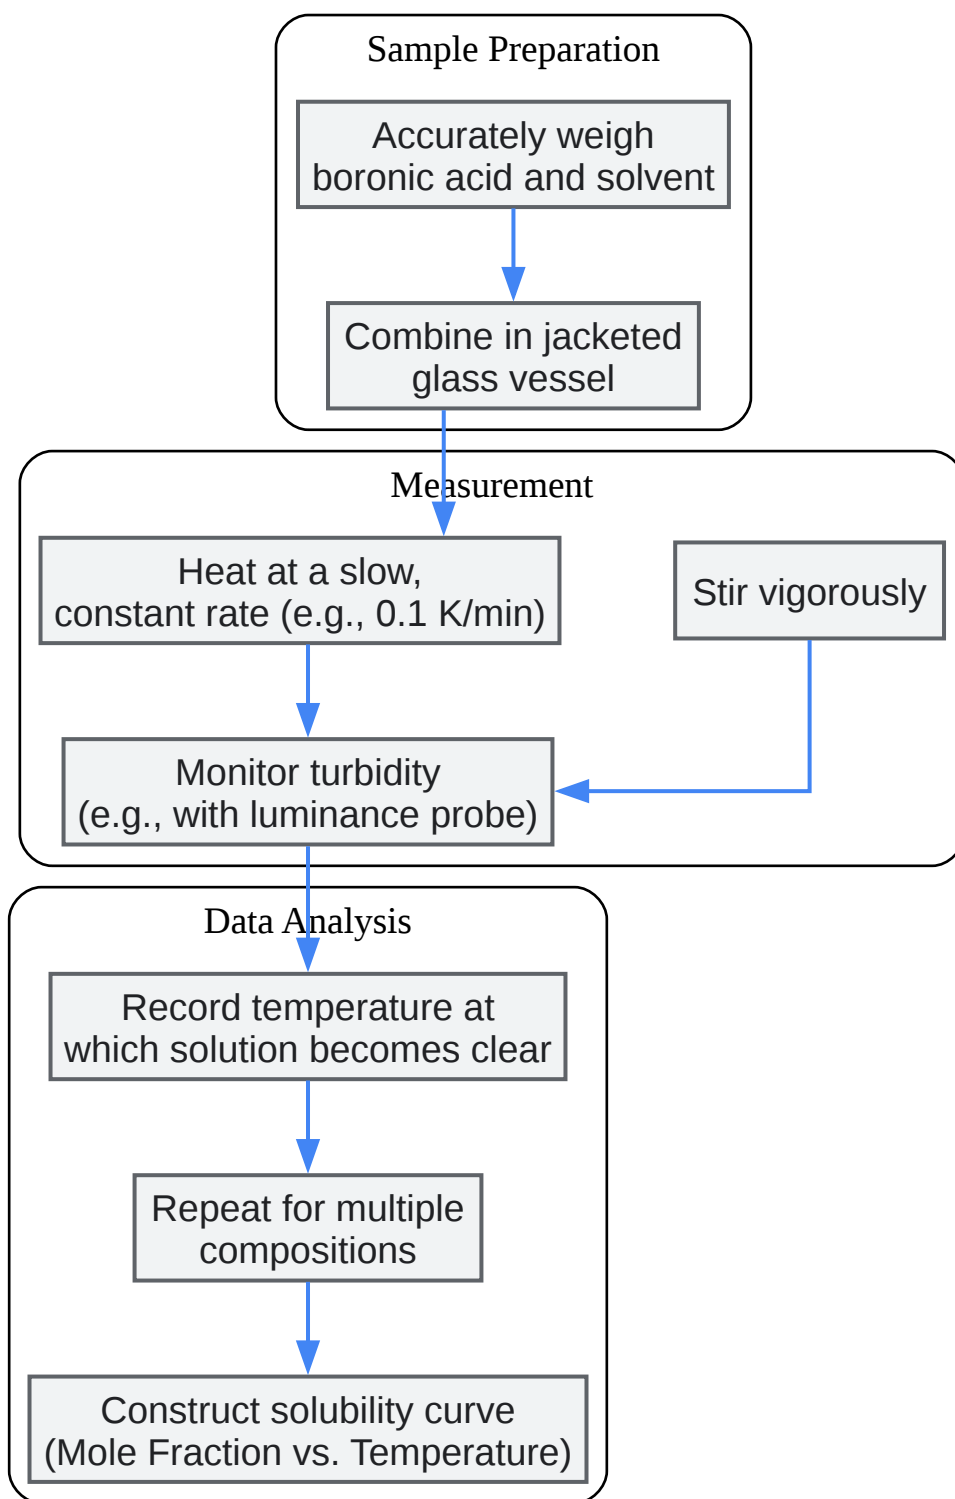 Sample Preparation
Accurately weigh
boronic acid and solvent
Combine in jacketed
glass vessel
Measurement
Heat at a slow,
constant rate (e.g., 0.1 K/min)
Stir vigorously
Monitor turbidity
(e.g., with luminance probe)
Data Analysis
Record temperature at
which solution becomes clear
Repeat for multiple
compositions
Construct solubility curve
(Mole Fraction vs. Temperature)